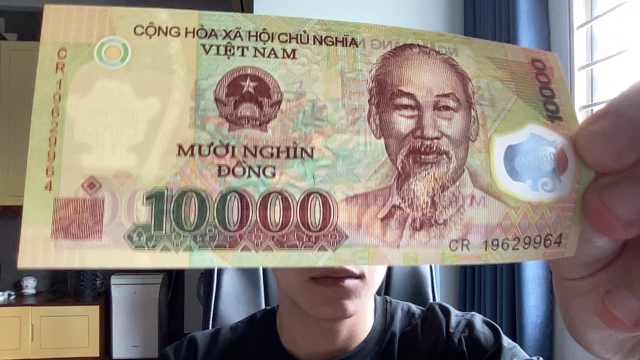 CỘNG HÒA XÃ HỘI CHỦ NGHĨA
VIỆT NAM
CR 19629964
10000
MƯỜI NGHÌN
ĐỒNG
10000
CR 19629964